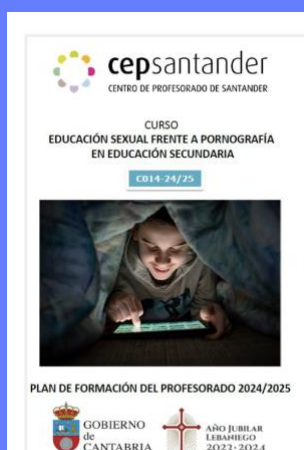 cepsantander
CENTRO DE PROFESORADO DE SANTANDER
CURSO
EDUCACIÓN SEXUAL FRENTE A PORNOGRAFÍA
EN EDUCACIÓN SECUNDARIA
C014-24/25
PLAN DE FORMACIÓN DEL PROFESORADO 2024/2025
GOBIERNO
de
CANTABRIA
AÑO JUBILAR
LEBANIEGO
2023-2024